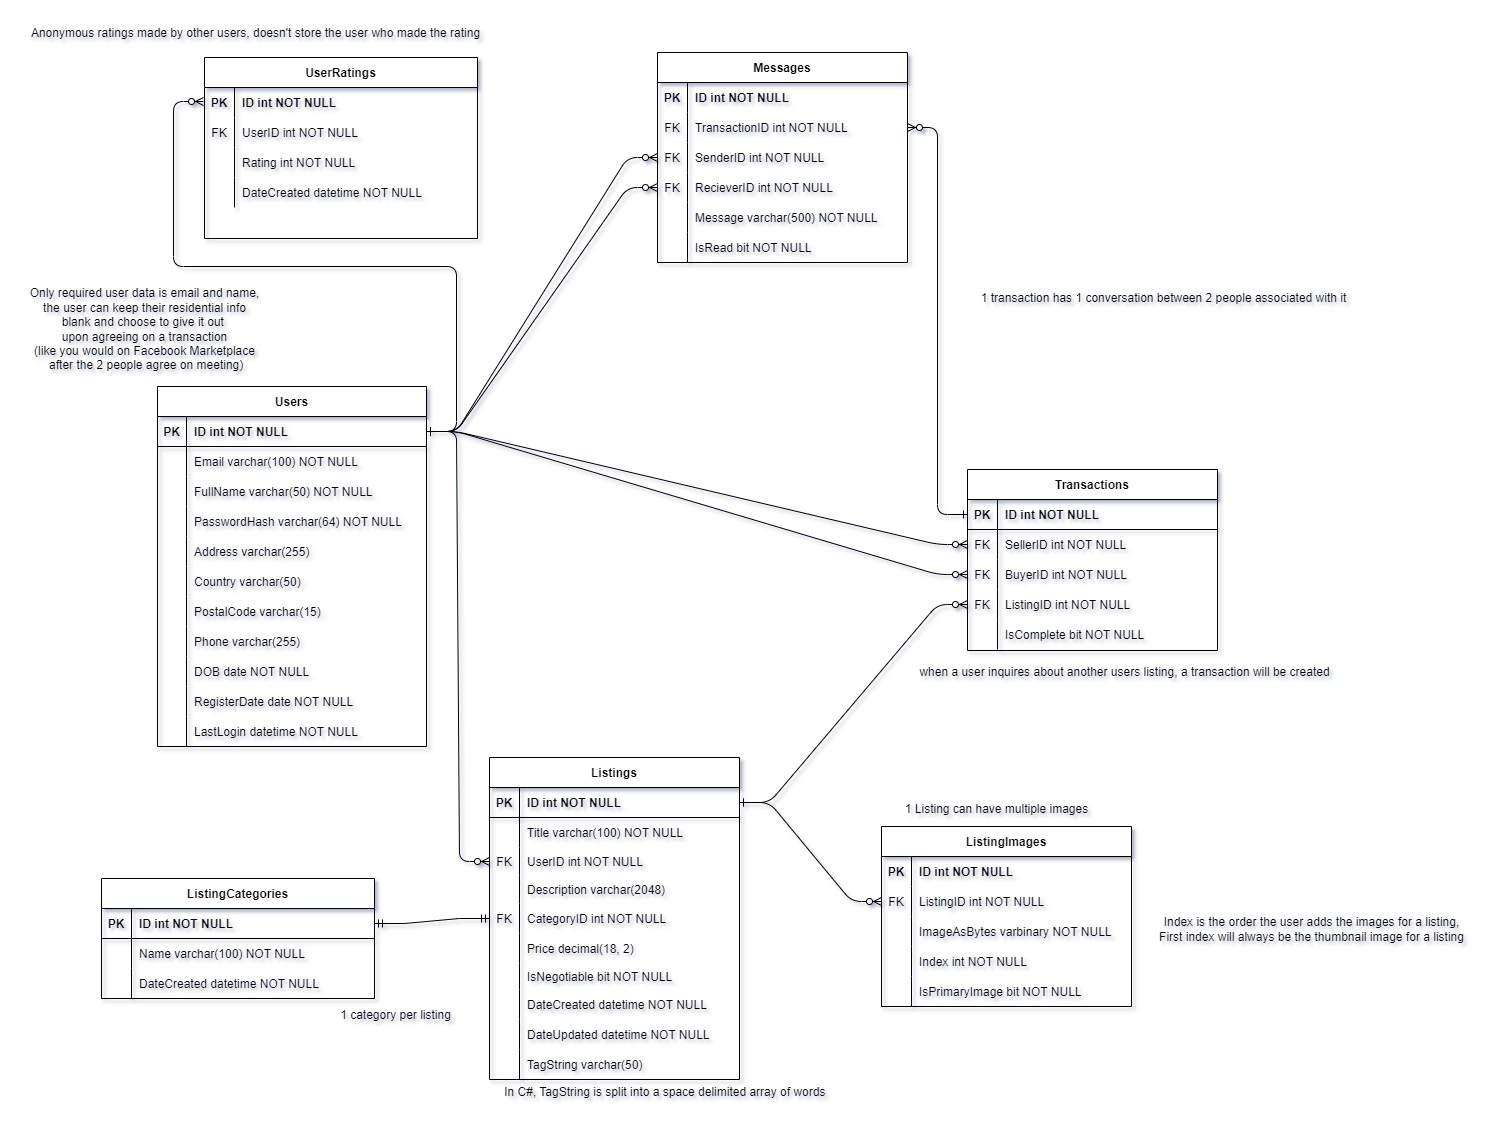 Anonymous ratings made by other users, doesn't store the user who made the rating
UserRatings
PK ID int NOT NULL
FK UserID int NOT NULL
Rating int NOT NULL
DateCreated datetime NOT NULL
Messages
PK ID int NOT NULL
FK TransactionID int NOT NULL
FK SenderID int NOT NULL
FK RecieverID int NOT NULL
Message varchar(500) NOT NULL
IsRead bit NOT NULL
Only required user data is email and name,
the user can keep their residential info
blank and choose to give it out
upon agreeing on a transaction
(like you would on Facebook Marketplace
after the 2 people agree on meeting)
1 transaction has 1 conversation between 2 people associated with it
Users
PK ID int NOT NULL
Email varchar(100) NOT NULL
FullName varchar(50) NOT NULL
PasswordHash varchar(64) NOT NULL
Address varchar(255)
Country varchar(50)
PostalCode varchar(15)
Phone varchar(255)
DOB date NOT NULL
RegisterDate date NOT NULL
LastLogin datetime NOT NULL
Transactions
PK ID int NOT NULL
FK SellerID int NOT NULL
FK BuyerID int NOT NULL
FK ListingID int NOT NULL
IsComplete bit NOT NULL
when a user inquires about another users listing, a transaction will be created
Listings
PK ID int NOT NULL
Title varchar(100) NOT NULL
FK UserID int NOT NULL
Description varchar(2048)
FK CategoryID int NOT NULL
Price decimal(18, 2)
IsNegotiable bit NOT NULL
DateCreated datetime NOT NULL
DateUpdated datetime NOT NULL
TagString varchar(50)
In C#, TagString is split into a space delimited array of words
1 Listing can have multiple images
ListingImages
PK ID int NOT NULL
FK ListingID int NOT NULL
ImageAsBytes varbinary NOT NULL
Index int NOT NULL
IsPrimaryImage bit NOT NULL
Index is the order the user adds the images for a listing,
First index will always be the thumbnail image for a listing
ListingCategories
PK ID int NOT NULL
Name varchar(100) NOT NULL
DateCreated datetime NOT NULL
1 category per listing